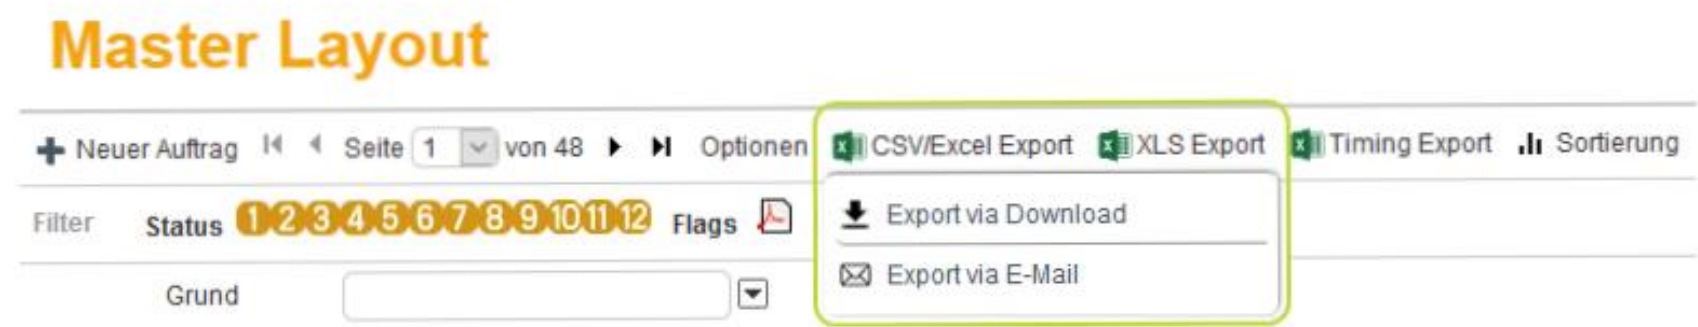 Master Layout
Neuer Auftrag Seite 1 von 48 Optionen CSV/Excel Export XLS Export Timing Export Sortierung
Filter Status 1 2 3 4 5 6 7 8 9 10 11 12 Flags
Export via Download
Export via E-Mail
Grund